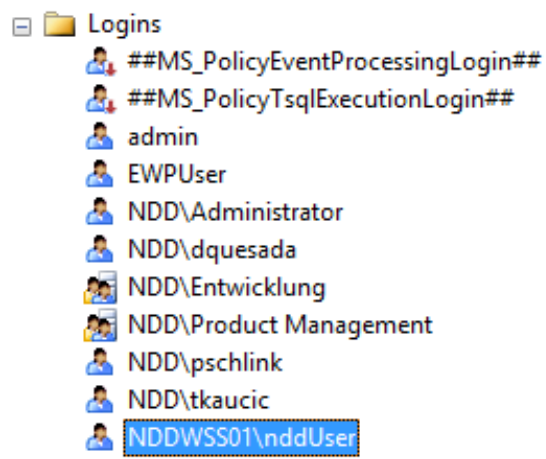 Logins
##MS_PolicyEventProcessingLogin##
##MS_PolicyTsqlExecutionLogin##
admin
EWPUser
NDD\Administrator
NDD\dquesada
NDD\Entwicklung
NDD\Product Management
NDD\pschlink
NDD\tkaucic
NDDWSS01\nddUser